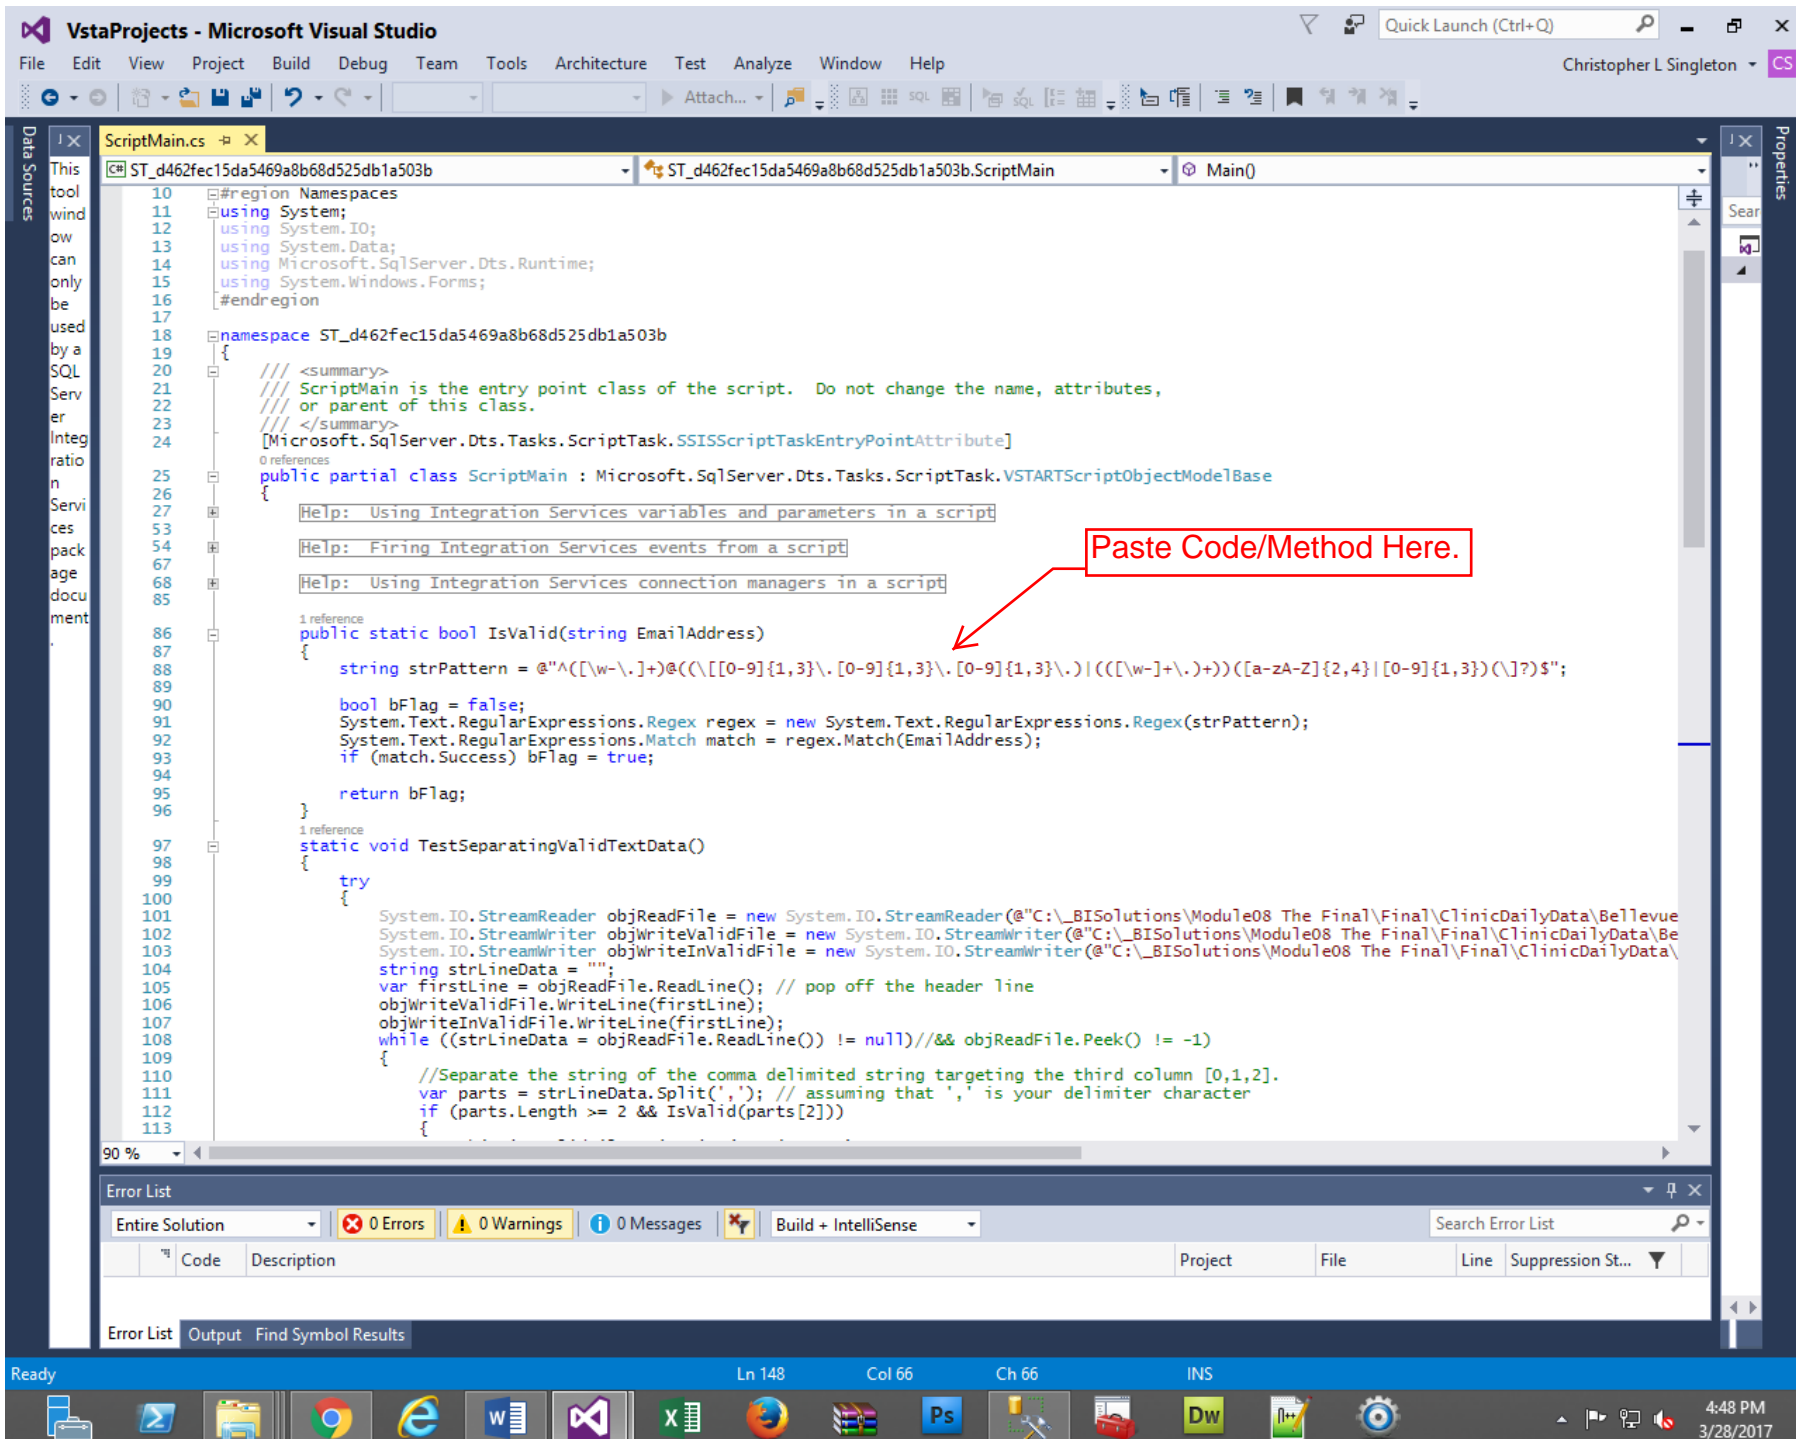 VstaProjects - Microsoft Visual Studio
Quick Launch (Ctrl+Q)
File Edit View Project Build Debug Team Tools Architecture Test Analyze Window Help
Christopher L Singleton CS
Attach...
Data Sources
This
tool
wind
ow
can
only
be
used
by a
SQL
Serv
er
Integ
ratio
n
Servi
ces
pack
age
docu
ment
.
ScriptMain.cs
C# ST_d462fec15da5469a8b68d525db1a503b ST_d462fec15da5469a8b68d525db1a503b.ScriptMain Main()
10 #region Namespaces
11 using System;
12 using System.IO;
13 using System.Data;
14 using Microsoft.SqlServer.Dts.Runtime;
15 using System.Windows.Forms;
16 #endregion
17
18 namespace ST_d462fec15da5469a8b68d525db1a503b
19 {
20 /// <summary>
21 /// ScriptMain is the entry point class of the script.  Do not change the name, attributes,
22 /// or parent of this class.
23 /// </summary>
24 [Microsoft.SqlServer.Dts.Tasks.ScriptTask.SSISScriptTaskEntryPointAttribute]
0 references
25 public partial class ScriptMain : Microsoft.SqlServer.Dts.Tasks.ScriptTask.VSTARTScriptObjectModelBase
26 {
27 Help:  Using Integration Services variables and parameters in a script
53
54 Help:  Firing Integration Services events from a script
67
68 Help:  Using Integration Services connection managers in a script
85
Paste Code/Method Here.
1 reference
86 public static bool IsValid(string EmailAddress)
87 {
88 string strPattern = @"^([\w-\.]+)@((\[[0-9]{1,3}\.[0-9]{1,3}\.[0-9]{1,3}\.)|(([\w-]+\.)+))([a-zA-Z]{2,4}|[0-9]{1,3})(\]?)$";
89
90 bool bFlag = false;
91 System.Text.RegularExpressions.Regex regex = new System.Text.RegularExpressions.Regex(strPattern);
92 System.Text.RegularExpressions.Match match = regex.Match(EmailAddress);
93 if (match.Success) bFlag = true;
94
95 return bFlag;
96 }
1 reference
97 static void TestSeparatingValidTextData()
98 {
99 try
100 {
101 System.IO.StreamReader objReadFile = new System.IO.StreamReader(@"C:\_BISolutions\Module08 The Final\Final\ClinicDailyData\Bellevue
102 System.IO.StreamWriter objWriteValidFile = new System.IO.StreamWriter(@"C:\_BISolutions\Module08 The Final\Final\ClinicDailyData\Be
103 System.IO.StreamWriter objWriteInValidFile = new System.IO.StreamWriter(@"C:\_BISolutions\Module08 The Final\Final\ClinicDailyData\
104 string strLineData = "";
105 var firstLine = objReadFile.ReadLine(); // pop off the header line
106 objWriteValidFile.WriteLine(firstLine);
107 objWriteInValidFile.WriteLine(firstLine);
108 while ((strLineData = objReadFile.ReadLine()) != null)//&& objReadFile.Peek() != -1)
109 {
110 //Separate the string of the comma delimited string targeting the third column [0,1,2].
111 var parts = strLineData.Split(','); // assuming that ',' is your delimiter character
112 if (parts.Length >= 2 && IsValid(parts[2]))
113 {
90 %
Properties
Sear
Error List
Entire Solution 0 Errors 0 Warnings 0 Messages Build + IntelliSense Search Error List
Code Description Project File Line Suppression St...
Error List Output Find Symbol Results
Ready Ln 148 Col 66 Ch 66 INS
Ps Dw
4:48 PM
3/28/2017